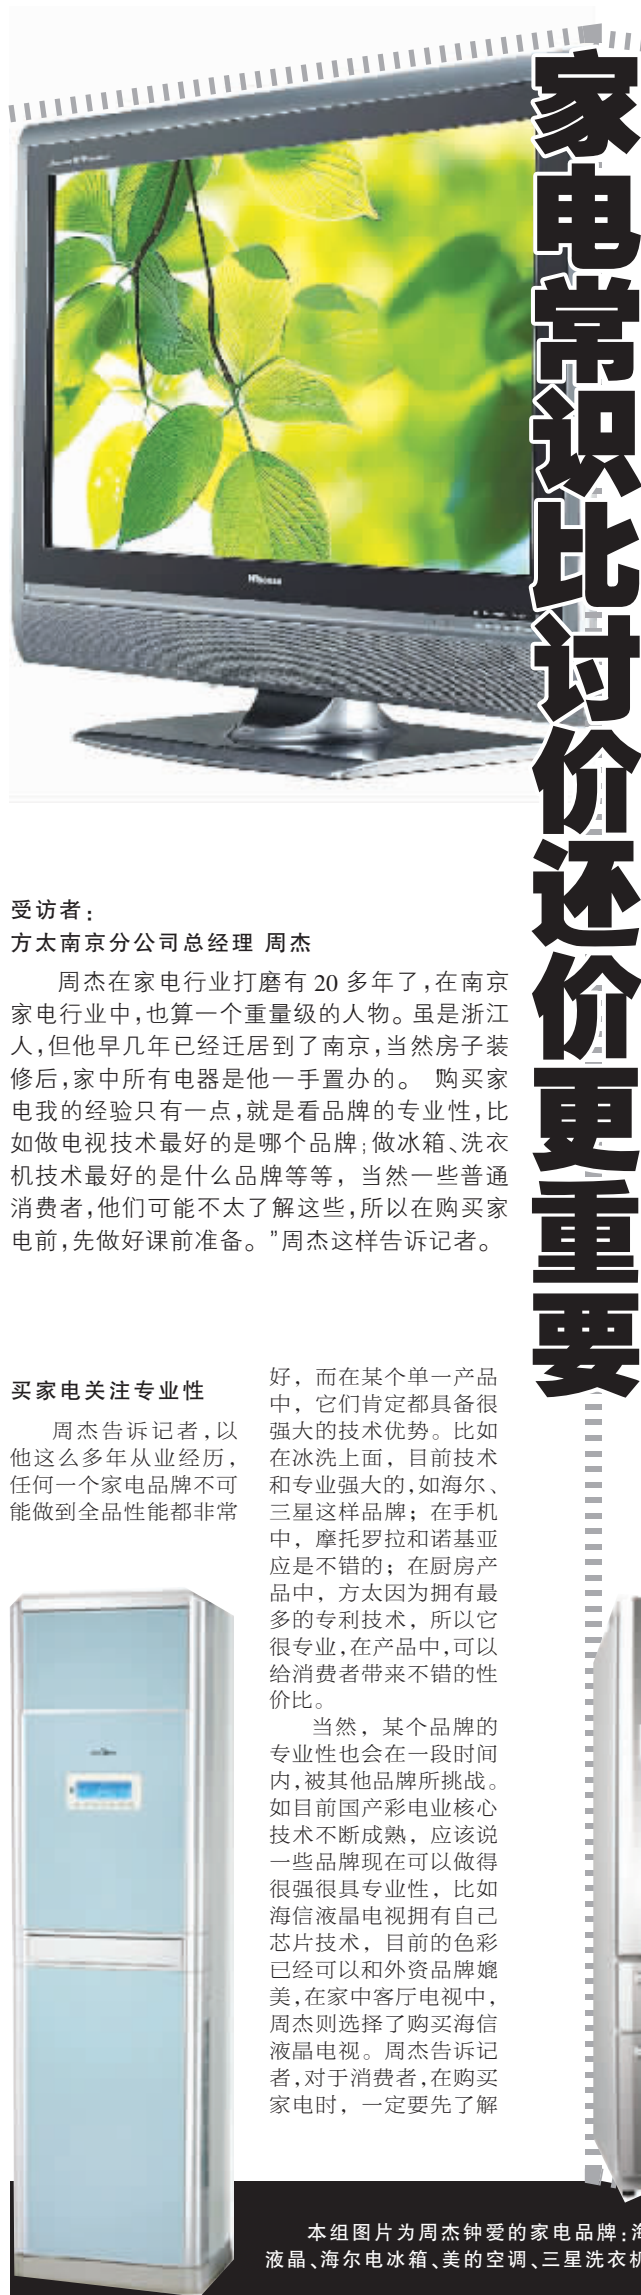 家电常识比讨价还价更重要
Hisense
受访者：
方太南京分公司总经理 周杰
周杰在家电行业打磨有 20 多年了，在南京
家电行业中，也算一个重量级的人物。虽是浙江
人，但他早几年已经迁居到了南京，当然房子装
修后，家中所有电器是他一手置办的。 购买家
电我的经验只有一点，就是看品牌的专业性，比
如做电视技术最好的是哪个品牌；做冰箱、洗衣
机技术最好的是什么品牌等等，当然一些普通
消费者，他们可能不太了解这些，所以在购买家
电前，先做好课前准备。”周杰这样告诉记者。
买家电关注专业性
周杰告诉记者，以
他这么多年从业经历，
任何一个家电品牌不可
能做到全品性能都非常
好，而在某个单一产品
中，它们肯定都具备很
强大的技术优势。比如
在冰洗上面，目前技术
和专业强大的，如海尔、
三星这样品牌；在手机
中，摩托罗拉和诺基亚
应是不错的；在厨房产
品中，方太因为拥有最
多的专利技术，所以它
很专业，在产品中，可以
给消费者带来不错的性
价比。
当然，某个品牌的
专业性也会在一段时间
内，被其他品牌所挑战。
如目前国产彩电业核心
技术不断成熟，应该说
一些品牌现在可以做得
很强很具专业性，比如
海信液晶电视拥有自己
芯片技术，目前的色彩
已经可以和外资品牌媲
美，在家中客厅电视中，
周杰则选择了购买海信
液晶电视。周杰告诉记
者，对于消费者，在购买
家电时，一定要先了解
本组图片为周杰钟爱的家电品牌：海
液晶、海尔电冰箱、美的空调、三星洗衣机